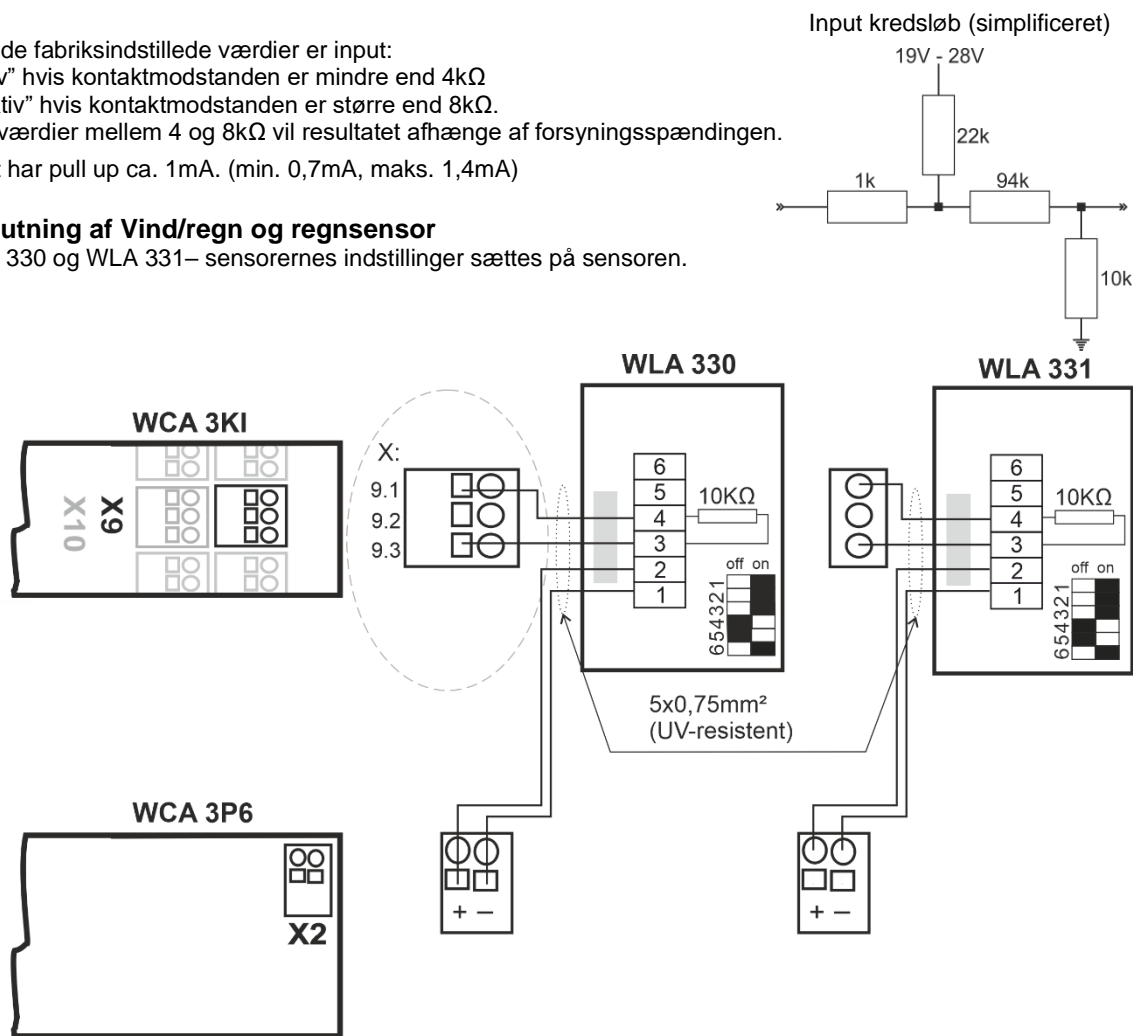 Input kredsløb (simplificeret)
de fabriksindstillede værdier er input:
v” hvis kontaktmodstanden er mindre end 4kΩ
tiv” hvis kontaktmodstanden er større end 8kΩ.
værdier mellem 4 og 8kΩ vil resultatet afhænge af forsyningsspændingen.
t har pull up ca. 1mA. (min. 0,7mA, maks. 1,4mA)
19V - 28V
22k
1k
94k
10k
utning af Vind/regn og regnsensor
330 og WLA 331– sensorernes indstillinger sættes på sensoren.
WCA 3KI
X10
X9
X:
9.1
9.2
9.3
WLA 330
6
5
4
3
2
1
10KΩ
off on
654321
WLA 331
6
5
4
3
2
1
10KΩ
off on
654321
5x0,75mm²
(UV-resistent)
WCA 3P6
X2
+ –
+ –